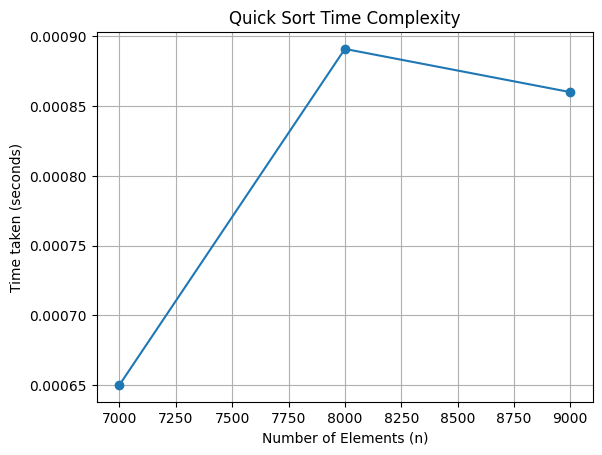 Quick Sort Time Complexity
Time taken (seconds)
0.00090
0.00085
0.00080
0.00075
0.00070
0.00065
7000 7250 7500 7750 8000 8250 8500 8750 9000
Number of Elements (n)